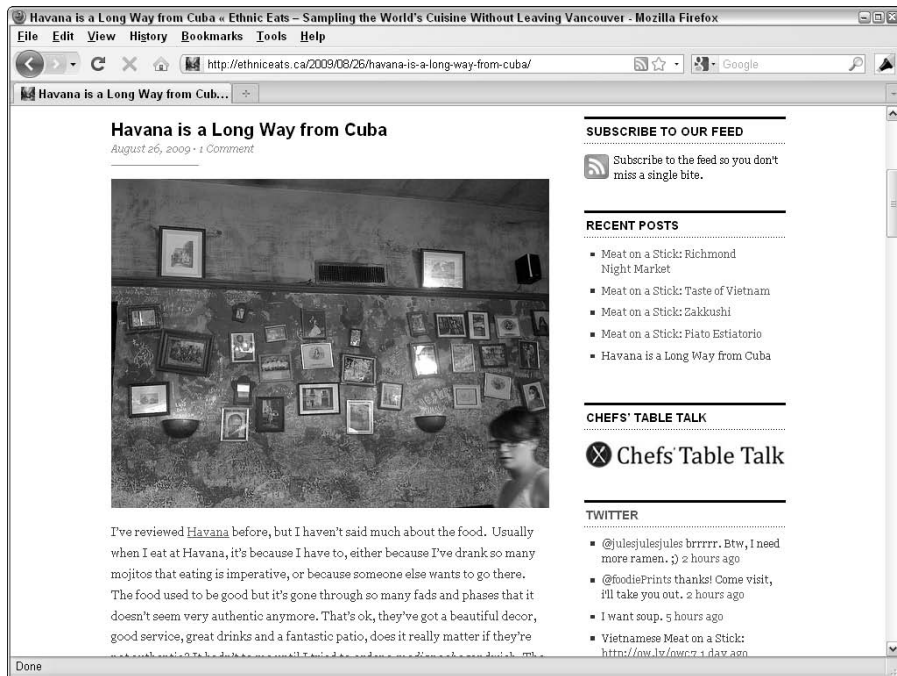 Havana is a Long Way from Cuba « Ethnic Eats – Sampling the World's Cuisine Without Leaving Vancouver - Mozilla Firefox
File Edit View History Bookmarks Tools Help
http://ethniceats.ca/2009/08/26/havana-is-a-long-way-from-cuba/
Google
Havana is a Long Way from Cub...
Havana is a Long Way from Cuba
August 26, 2009 · 1 Comment
I've reviewed Havana before, but I haven't said much about the food. Usually
when I eat at Havana, it's because I have to, either because I've drank so many
mojitos that eating is imperative, or because someone else wants to go there.
The food used to be good but it's gone through so many fads and phases that it
doesn't seem very authentic anymore. That's ok, they've got a beautiful decor,
good service, great drinks and a fantastic patio, does it really matter if they're
SUBSCRIBE TO OUR FEED
Subscribe to the feed so you don't
miss a single bite.
RECENT POSTS
Meat on a Stick: Richmond
Night Market
Meat on a Stick: Taste of Vietnam
Meat on a Stick: Zakkushi
Meat on a Stick: Piato Estiatorio
Havana is a Long Way from Cuba
CHEFS' TABLE TALK
Chefs' Table Talk
TWITTER
@julesjulesjules brrrrr. Btw, I need
more ramen. ;) 2 hours ago
@foodiePrints thanks! Come visit,
i'll take you out. 2 hours ago
I want soup. 5 hours ago
Vietnamese Meat on a Stick:
http://ow.ly/owc7 1 day ago
Done